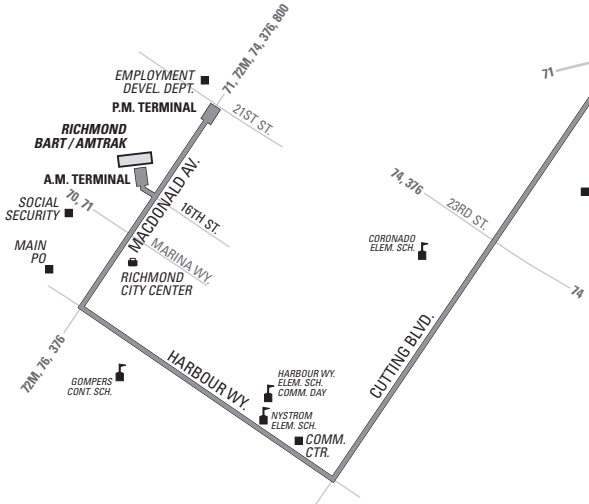 71, 72M, 74, 376, 800
71
EMPLOYMENT
DEVEL. DEPT.
P.M. TERMINAL
21ST ST.
RICHMOND
BART / AMTRAK
A.M. TERMINAL
MACDONALD AV.
70, 71
SOCIAL
SECURITY
16TH ST.
MARINA WY.
MAIN
PO
RICHMOND
CITY CENTER
74, 376
23RD ST.
CORONADO
ELEM. SCH.
74
72M, 76, 376
HARBOUR WY.
CUTTING BLVD.
GOMPERS
CONT. SCH.
HARBOUR WY.
ELEM. SCH.
COMM. DAY
NYSTROM
ELEM. SCH.
COMM.
CTR.